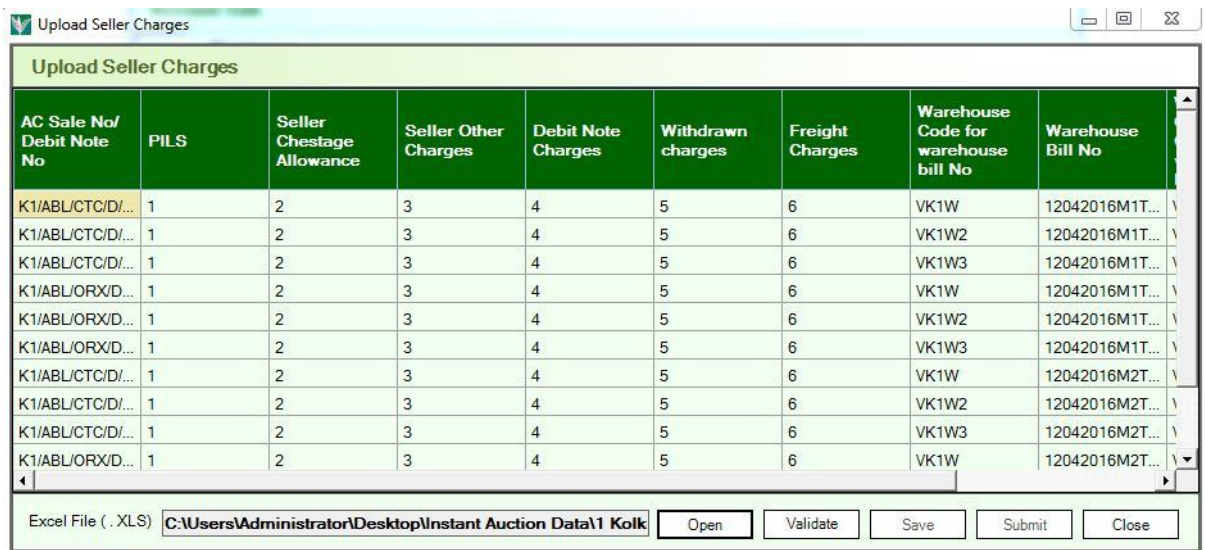 Upload Seller Charges
Upload Seller Charges
AC Sale No/ Debit Note No PILS Seller Chestage Allowance Seller Other Charges Debit Note Charges Withdrawn charges Freight Charges Warehouse Code for warehouse bill No Warehouse Bill No
K1/ABL/CTC/D/... 1 2 3 4 5 6 VK1W 12042016M1T...
K1/ABL/CTC/D/... 1 2 3 4 5 6 VK1W2 12042016M1T...
K1/ABL/CTC/D/... 1 2 3 4 5 6 VK1W3 12042016M1T...
K1/ABL/ORX/D... 1 2 3 4 5 6 VK1W 12042016M1T...
K1/ABL/ORX/D... 1 2 3 4 5 6 VK1W2 12042016M1T...
K1/ABL/ORX/D... 1 2 3 4 5 6 VK1W3 12042016M1T...
K1/ABL/CTC/D/... 1 2 3 4 5 6 VK1W 12042016M2T...
K1/ABL/CTC/D/... 1 2 3 4 5 6 VK1W2 12042016M2T...
K1/ABL/CTC/D/... 1 2 3 4 5 6 VK1W3 12042016M2T...
K1/ABL/ORX/D... 1 2 3 4 5 6 VK1W 12042016M2T...
Excel File ( . XLS) C:\Users\Administrator\Desktop\Instant Auction Data\1 Kolk Open Validate Save Submit Close